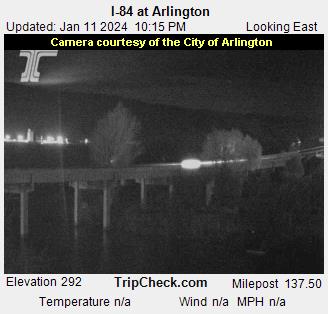 I-84 at Arlington
Updated: Jan 11 2024 10:15 PM Looking East
Camera courtesy of the City of Arlington
Elevation 292 TripCheck.com Milepost 137.50
Temperature n/a Wind n/a MPH n/a